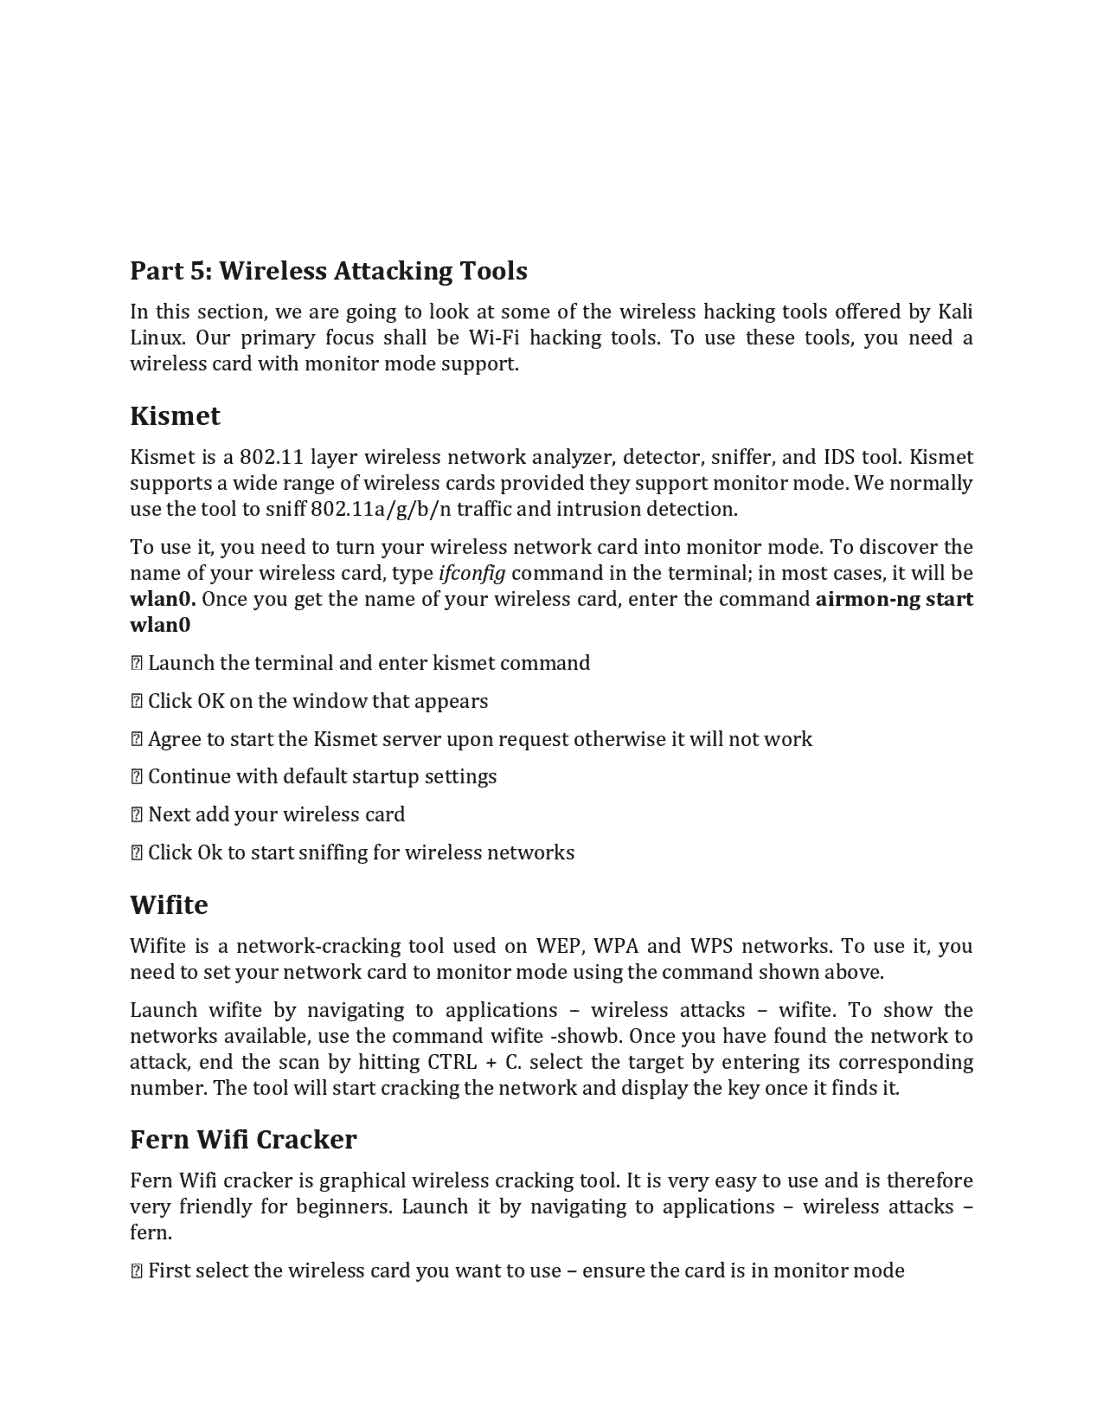 Part 5: Wireless Attacking Tools
In this section, we are going to look at some of the wireless hacking tools offered by Kali
Linux. Our primary focus shall be Wi-Fi hacking tools. To use these tools, you need a
wireless card with monitor mode support.
Kismet
Kismet is a 802.11 layer wireless network analyzer, detector, sniffer, and IDS tool. Kismet
supports a wide range of wireless cards provided they support monitor mode. We normally
use the tool to sniff 802.11a/g/b/n traffic and intrusion detection.
To use it, you need to turn your wireless network card into monitor mode. To discover the
name of your wireless card, type ifconfig command in the terminal; in most cases, it will be
wlan0. Once you get the name of your wireless card, enter the command airmon-ng start
wlan0
⍰ Launch the terminal and enter kismet command
⍰ Click OK on the window that appears
⍰ Agree to start the Kismet server upon request otherwise it will not work
⍰ Continue with default startup settings
⍰ Next add your wireless card
⍰ Click Ok to start sniffing for wireless networks
Wifite
Wifite is a network-cracking tool used on WEP, WPA and WPS networks. To use it, you
need to set your network card to monitor mode using the command shown above.
Launch wifite by navigating to applications – wireless attacks – wifite. To show the
networks available, use the command wifite -showb. Once you have found the network to
attack, end the scan by hitting CTRL + C. select the target by entering its corresponding
number. The tool will start cracking the network and display the key once it finds it.
Fern Wifi Cracker
Fern Wifi cracker is graphical wireless cracking tool. It is very easy to use and is therefore
very friendly for beginners. Launch it by navigating to applications – wireless attacks –
fern.
⍰ First select the wireless card you want to use – ensure the card is in monitor mode